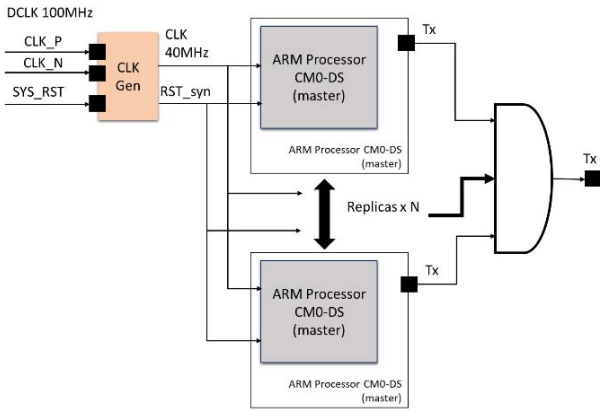 DCLK 100MHz
CLK_P
CLK_N
SYS_RST
CLK
Gen
CLK
40MHz
RST_syn
ARM Processor
CM0-DS
(master)
ARM Processor CM0-DS
(master)
Tx
Replicas x N
Tx
ARM Processor
CM0-DS
(master)
ARM Processor CM0-DS
(master)
Tx